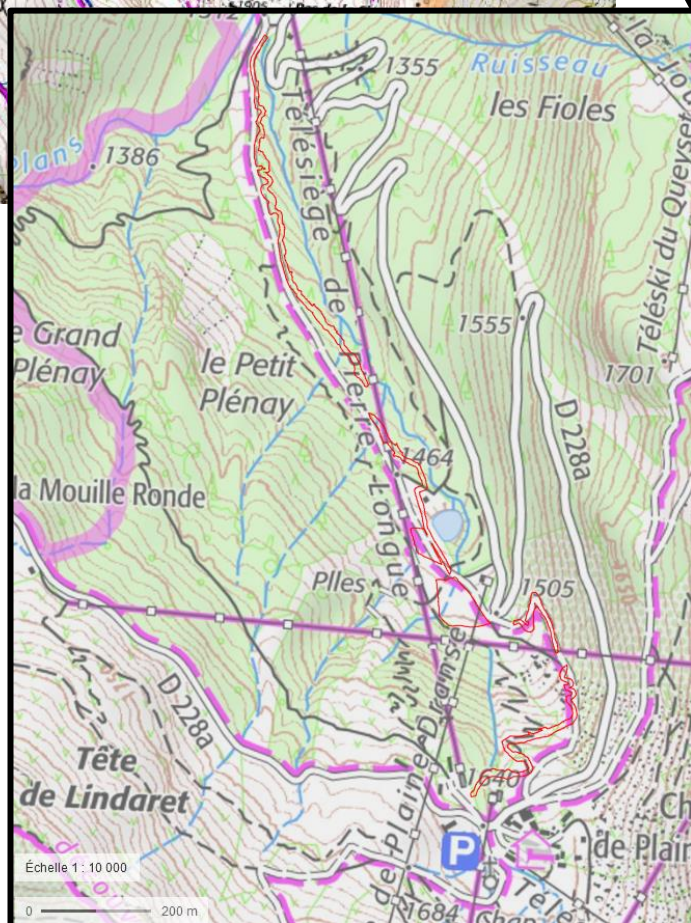 1355
Ruisseau
les Fioles
Plans
1386
Télésiège de Pierre Longue
Téléski du Queyset
1555
1701
Grand
Plénay
le Petit
Plénay
D 228a
1464
la Mouille Ronde
Plles
1505
D 228a
Tête
de Lindaret
1640
P
de Plaine Dranse
1684
Échelle 1 : 10 000
0 200 m